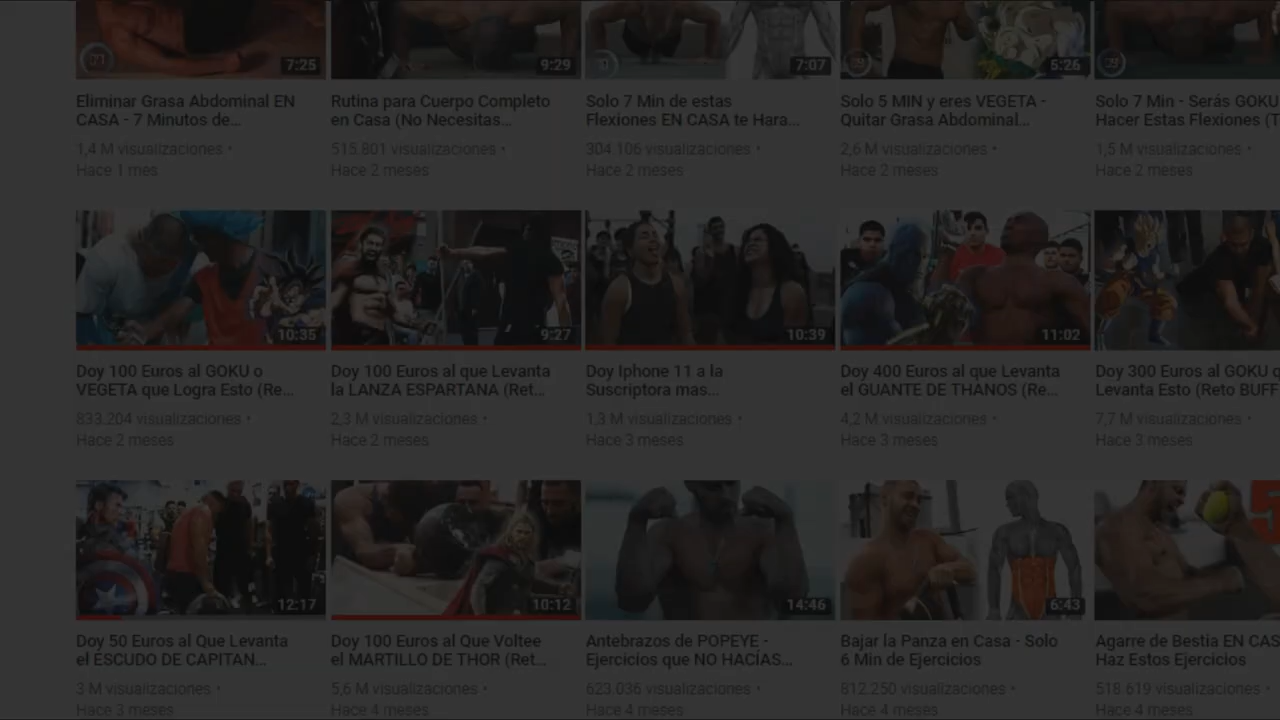 7:25
9:29
7:07
5:26
Eliminar Grasa Abdominal EN
CASA - 7 Minutos de...
1,4 M visualizaciones •
Hace 1 mes
Rutina para Cuerpo Completo
en Casa (No Necesitas...
515.801 visualizaciones •
Hace 2 meses
Solo 7 Min de estas
Flexiones EN CASA te Hara...
304.106 visualizaciones •
Hace 2 meses
Solo 5 MIN y eres VEGETA -
Quitar Grasa Abdominal...
2,6 M visualizaciones •
Hace 2 meses
Solo 7 Min - Serás GOKU
Hacer Estas Flexiones (T
1,5 M visualizaciones •
Hace 2 meses
10:35
9:27
10:39
11:02
Doy 100 Euros al GOKU o
VEGETA que Logra Esto (Re...
833.204 visualizaciones •
Hace 2 meses
Doy 100 Euros al que Levanta
la LANZA ESPARTANA (Ret...
2,3 M visualizaciones •
Hace 2 meses
Doy Iphone 11 a la
Suscriptora mas...
1,3 M visualizaciones •
Hace 3 meses
Doy 400 Euros al que Levanta
el GUANTE DE THANOS (Re...
4,2 M visualizaciones •
Hace 3 meses
Doy 300 Euros al GOKU q
Levanta Esto (Reto BUFF
7,7 M visualizaciones •
Hace 3 meses
12:17
10:12
14:46
6:43
5
Doy 50 Euros al Que Levanta
el ESCUDO DE CAPITAN...
3 M visualizaciones •
Hace 3 meses
Doy 100 Euros al Que Voltee
el MARTILLO DE THOR (Ret...
5,6 M visualizaciones •
Hace 4 meses
Antebrazos de POPEYE -
Ejercicios que NO HACÍAS...
623.036 visualizaciones •
Hace 4 meses
Bajar la Panza en Casa - Solo
6 Min de Ejercicios
812.250 visualizaciones •
Hace 4 meses
Agarre de Bestia EN CAS
Haz Estos Ejercicios
518.619 visualizaciones •
Hace 4 meses